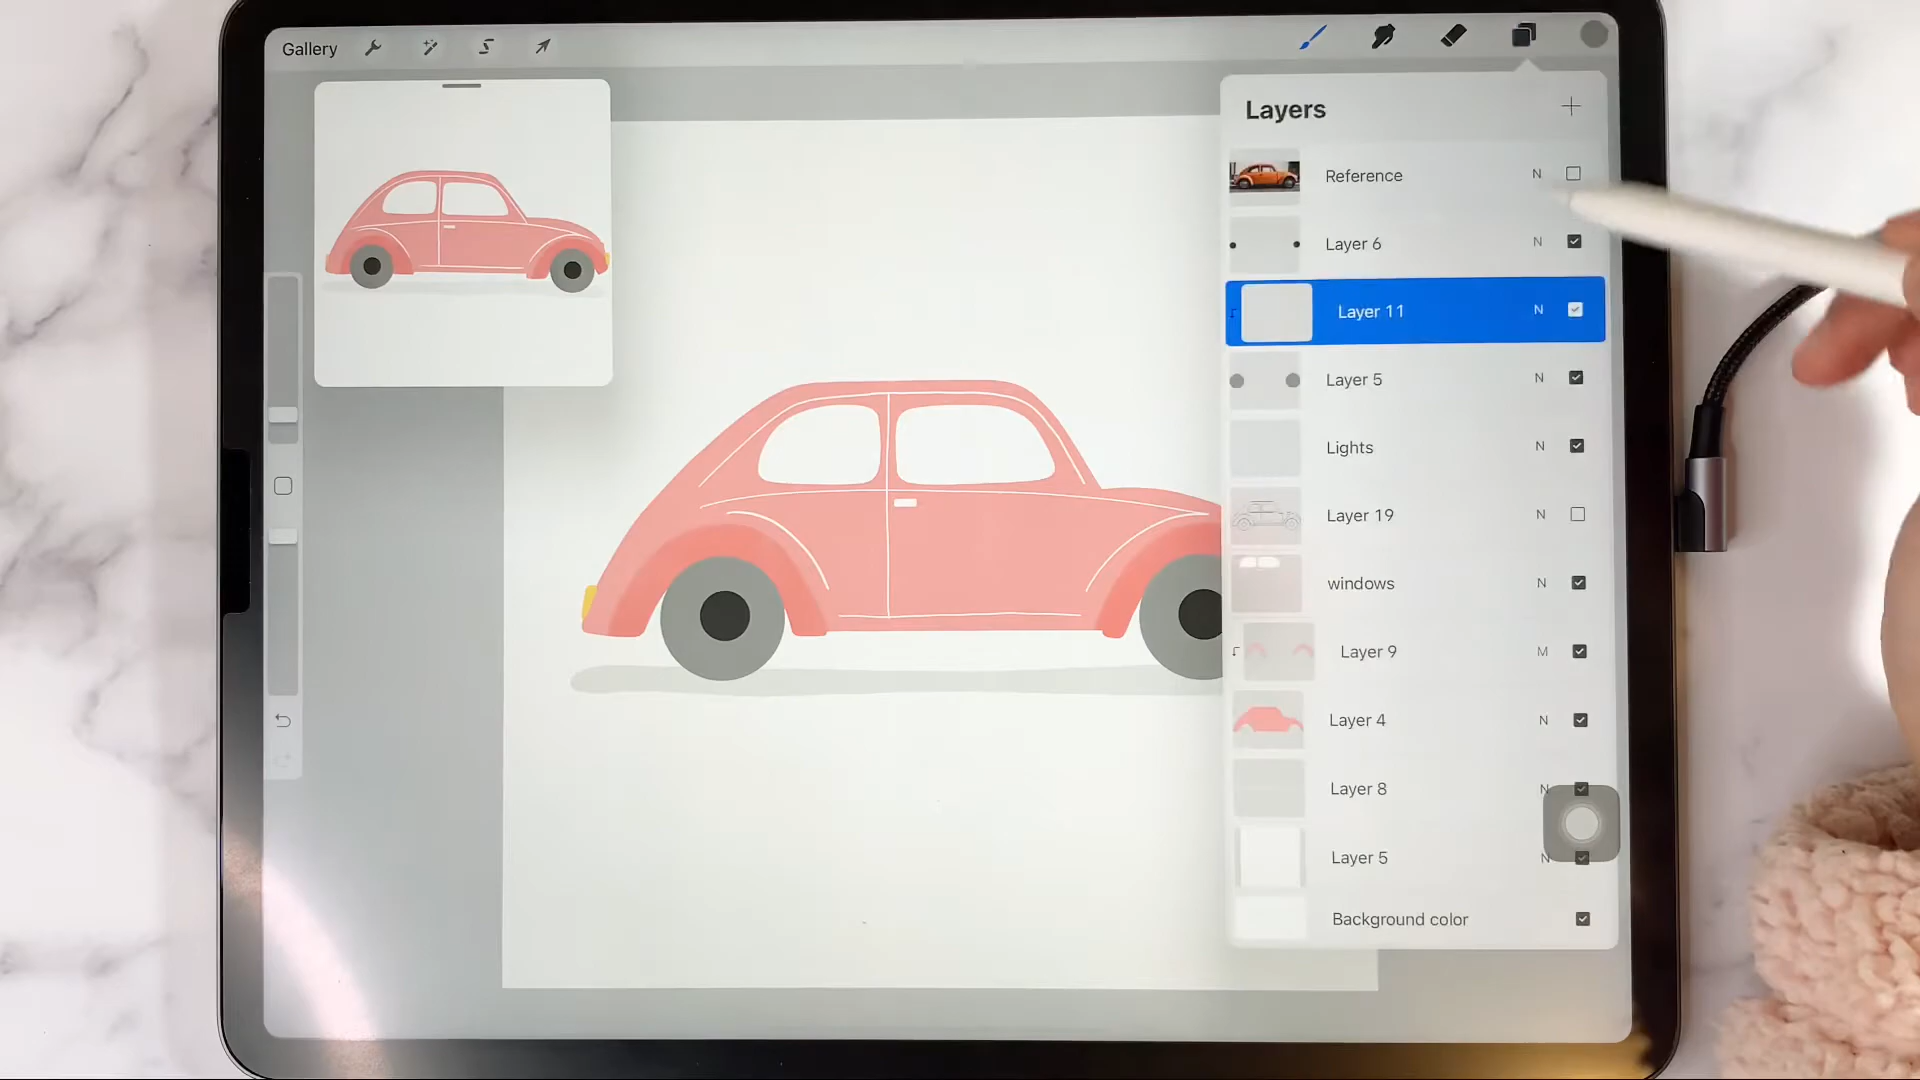 Gallery
Layers
Reference N
Layer 6 N
Layer 11 N
Layer 5 N
Lights N
Layer 19 N
windows N
Layer 9 M
Layer 4 N
Layer 8 N
Layer 5 N
Background color